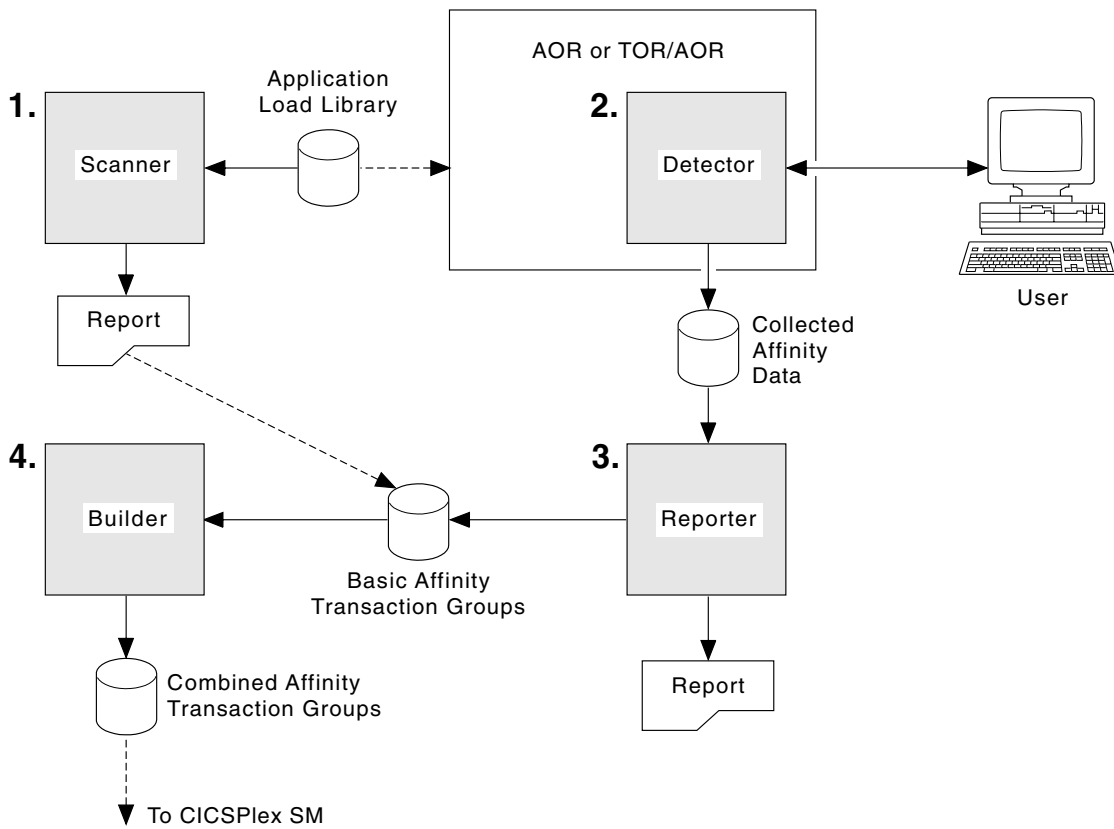 AOR or TOR/AOR
Application
Load Library
1.
Scanner
2.
Detector
User
Report
Collected
Affinity
Data
4.
Builder
3.
Reporter
Basic Affinity
Transaction Groups
Combined Affinity
Transaction Groups
Report
To CICSPlex SM